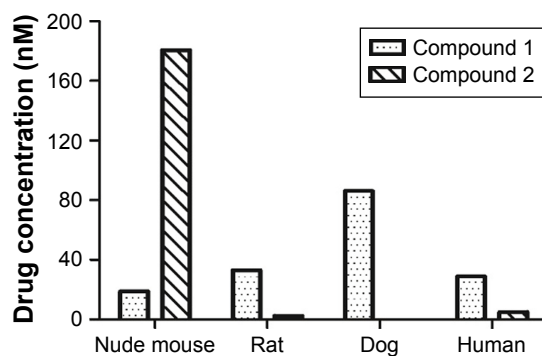 Drug concentration (nM)
200
160
120
80
40
0
Compound 1
Compound 2
Nude mouse
Rat
Dog
Human